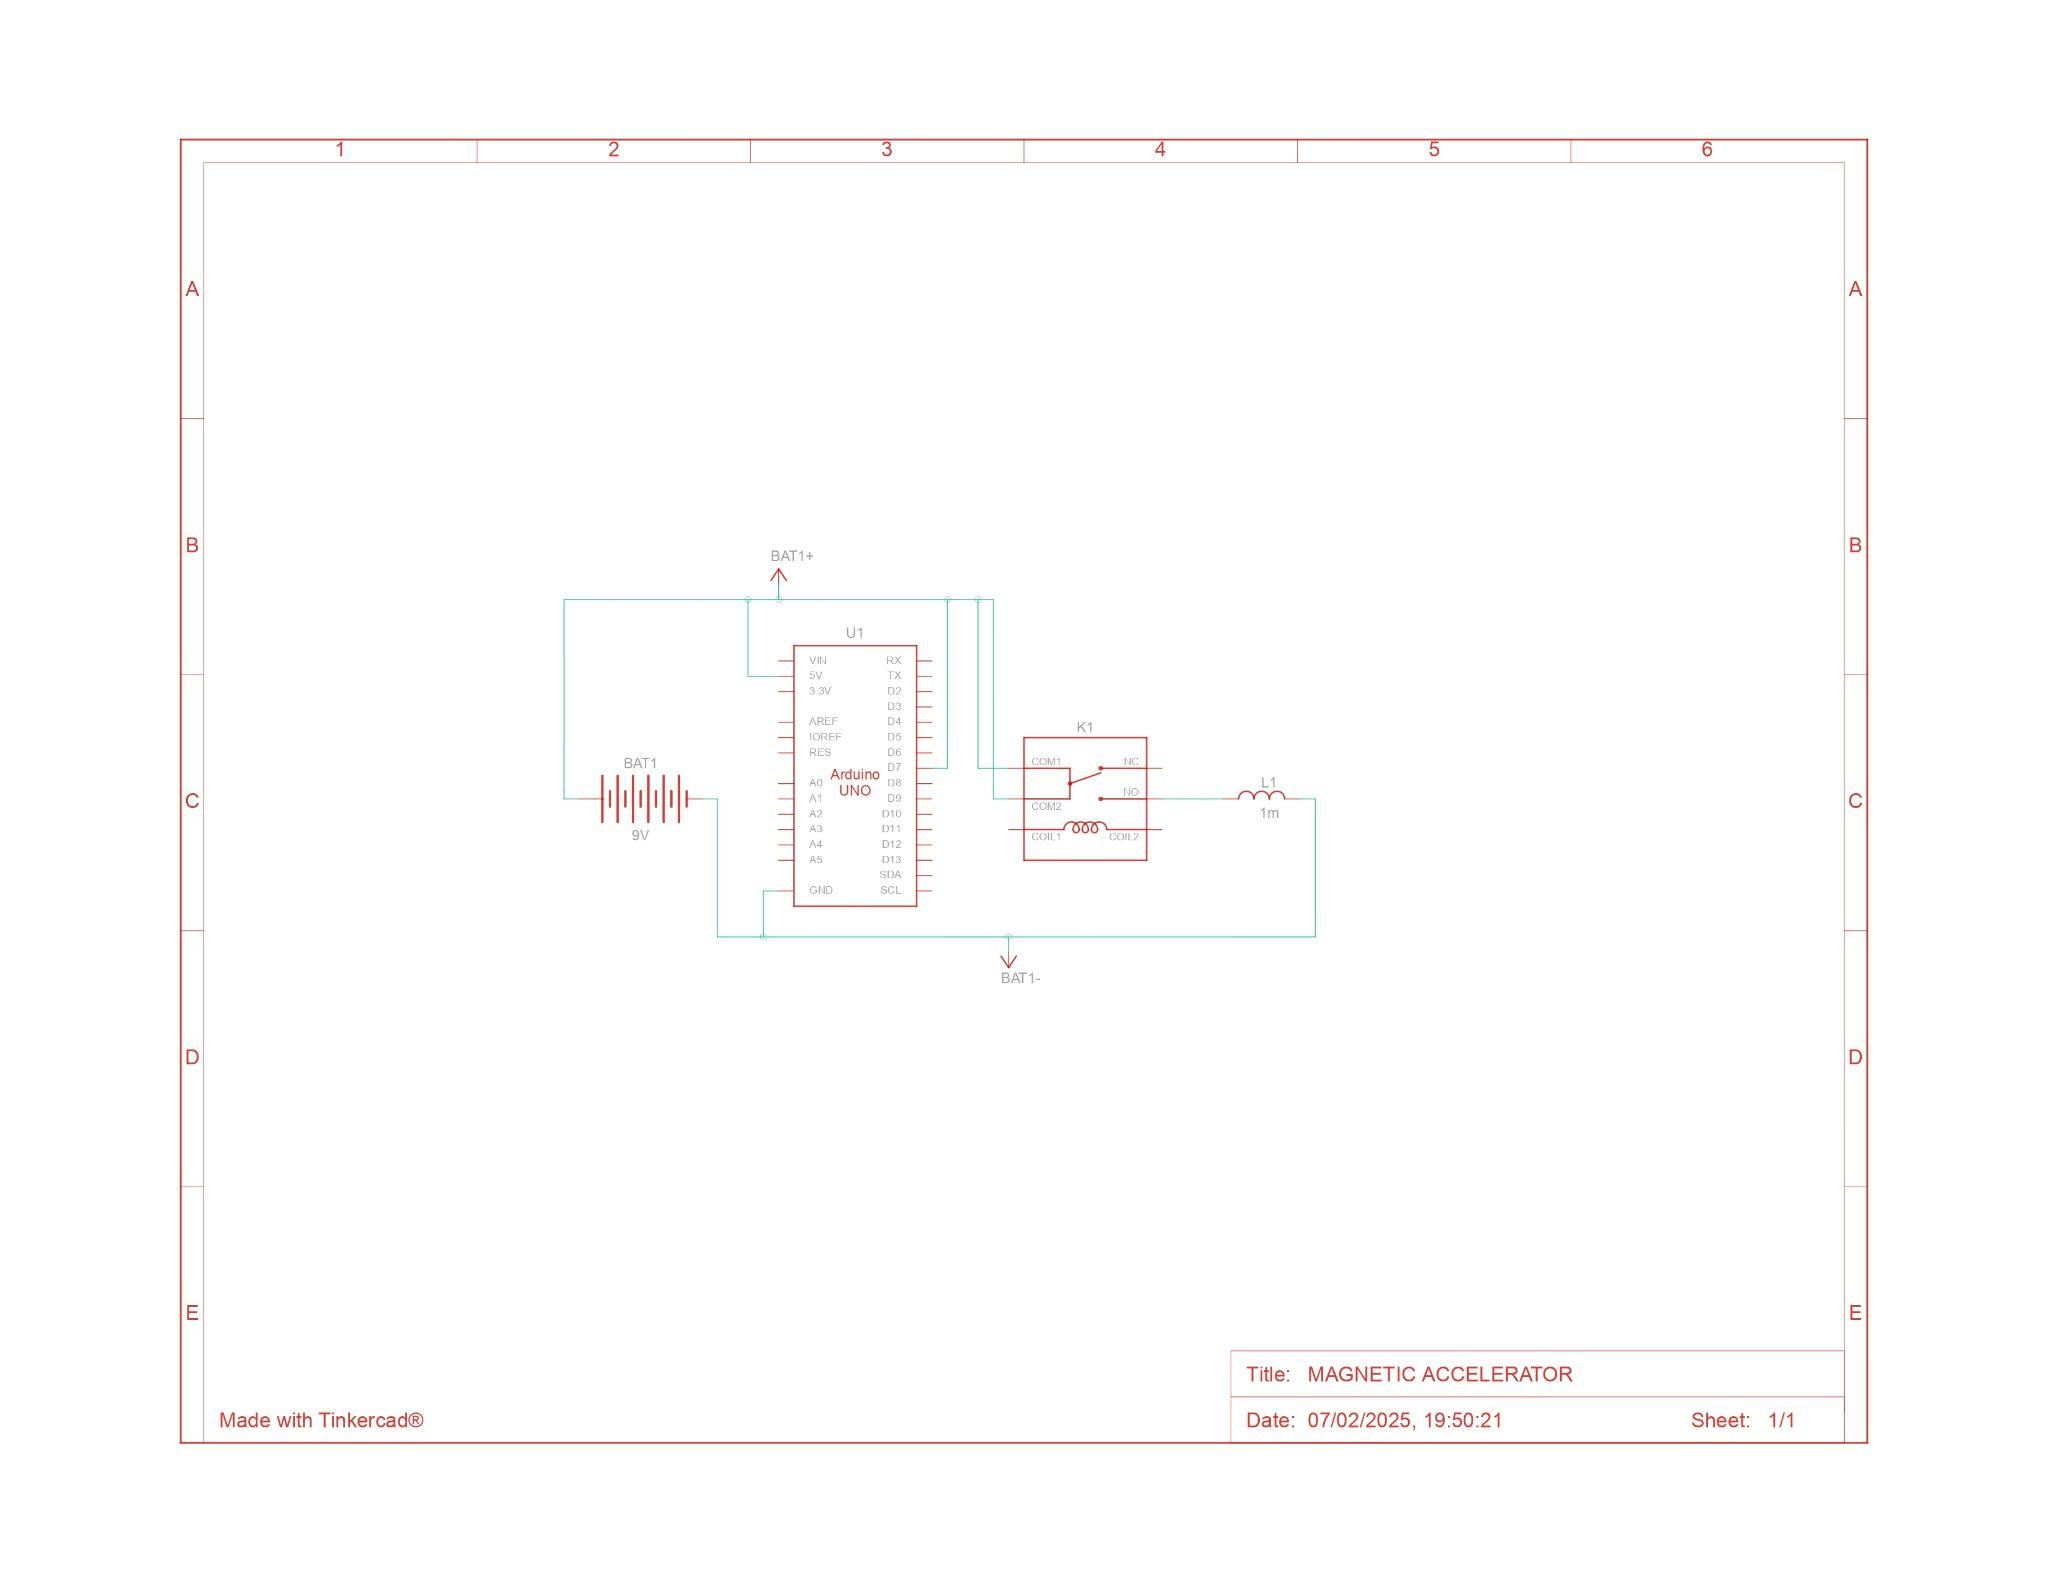 1 2 3 4 5 6
A A
BAT1+
B B
U1
VIN RX
5V TX
3.3V D2
D3
K1
AREF D4
IOREF D5
RES D6
BAT1 D7 COM1 NC
Arduino
A0 D8 L1
UNO
C A1 D9 NO C
COM2
A2 D10 1m
A3 D11
9V COIL1 COIL2
A4 D12
A5 D13
SDA
GND SCL
BAT1-
D D
E E
Title: MAGNETIC ACCELERATOR
Made with Tinkercad® Date: 07/02/2025, 19:50:21 Sheet: 1/1